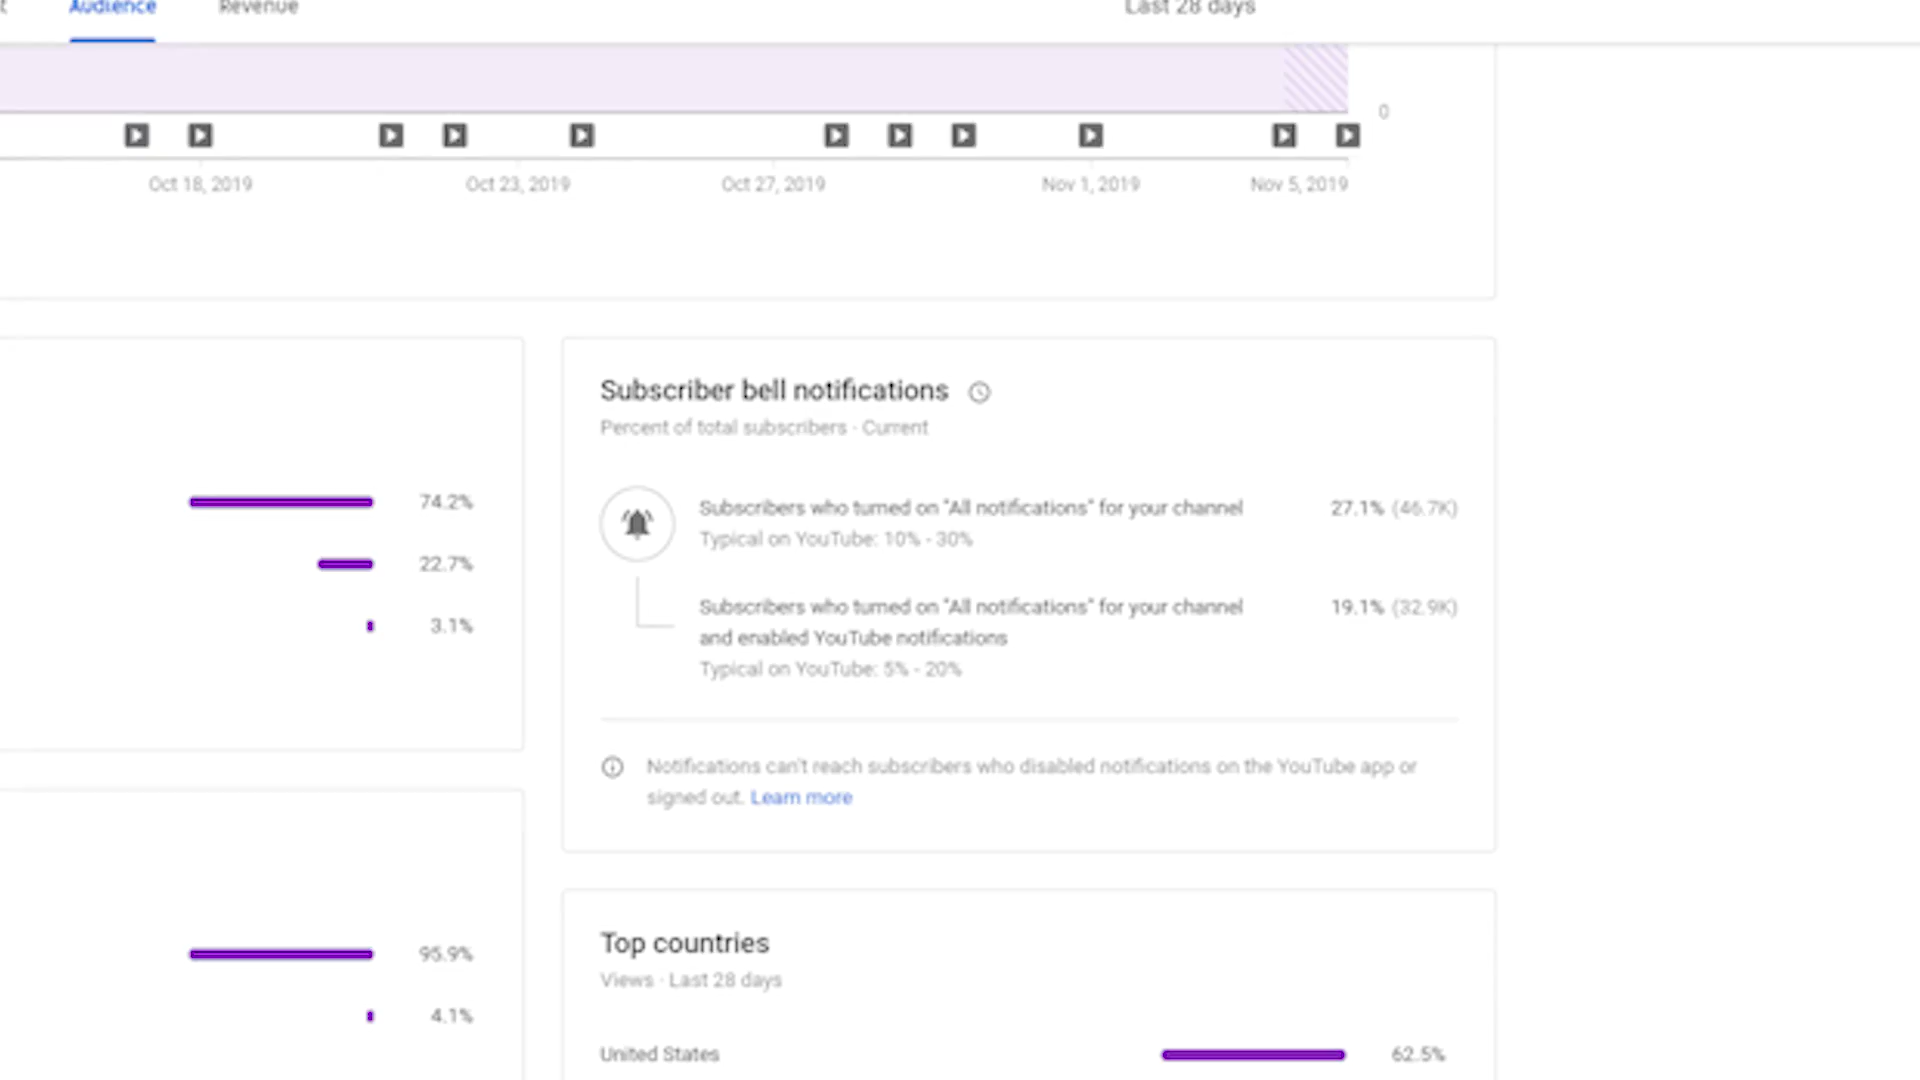 Audience Revenue Last 28 days
0
Oct 18, 2019 Oct 23, 2019 Oct 27, 2019 Nov 1, 2019 Nov 5, 2019
74.2%
22.7%
3.1%
Subscriber bell notifications
Percent of total subscribers · Current
Subscribers who turned on "All notifications" for your channel 27.1% (46.7K)
Typical on YouTube: 10% - 30%
Subscribers who turned on "All notifications" for your channel 19.1% (32.9K)
and enabled YouTube notifications
Typical on YouTube: 5% - 20%
Notifications can't reach subscribers who disabled notifications on the YouTube app or
signed out. Learn more
95.9%
4.1%
Top countries
Views · Last 28 days
United States 62.5%